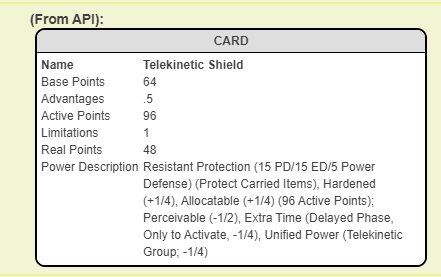 (From API):
CARD
Name Telekinetic Shield
Base Points 64
Advantages .5
Active Points 96
Limitations 1
Real Points 48
Power Description Resistant Protection (15 PD/15 ED/5 Power
Defense) (Protect Carried Items), Hardened
(+1/4), Allocatable (+1/4) (96 Active Points);
Perceivable (-1/2), Extra Time (Delayed Phase,
Only to Activate, -1/4), Unified Power (Telekinetic
Group; -1/4)